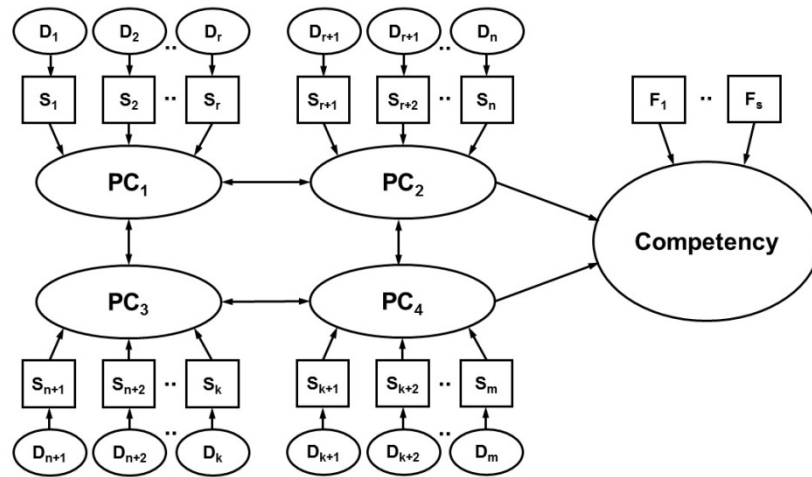 D₁ D₂ .. Dᵣ Dᵣ₊₁ Dᵣ₊₁ .. Dₙ
S₁ S₂ .. Sᵣ Sᵣ₊₁ Sᵣ₊₂ .. Sₙ F₁ .. Fₛ
PC₁ PC₂
Competency
PC₃ PC₄
Sₙ₊₁ Sₙ₊₂ .. Sₖ Sₖ₊₁ Sₖ₊₂ .. Sₘ
Dₙ₊₁ Dₙ₊₂ .. Dₖ Dₖ₊₁ Dₖ₊₂ .. Dₘ